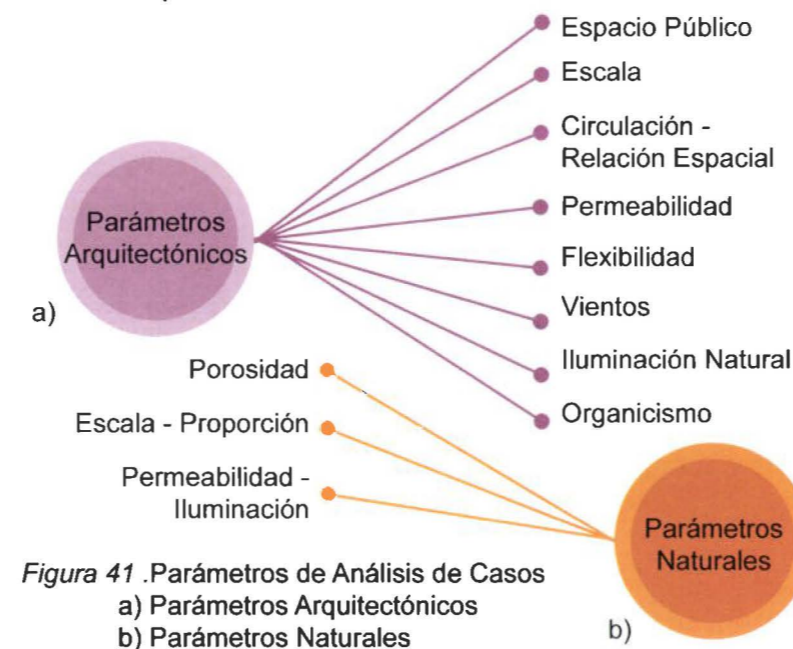 Espacio Público
Escala
Circulación -
Relación Espacial
Permeabilidad
Flexibilidad
Vientos
Iluminación Natural
Organicismo
Parámetros
Arquitectónicos
a)
Porosidad
Escala - Proporción
Permeabilidad -
Iluminación
Parámetros
Naturales
b)
Figura 41 .Parámetros de Análisis de Casos
a) Parámetros Arquitectónicos
b) Parámetros Naturales